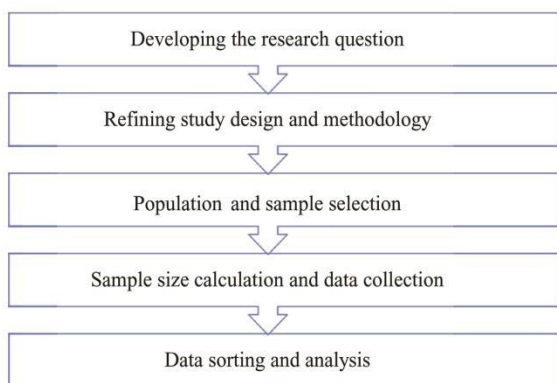 Developing the research question
Refining study design and methodology
Population and sample selection
Sample size calculation and data collection
Data sorting and analysis